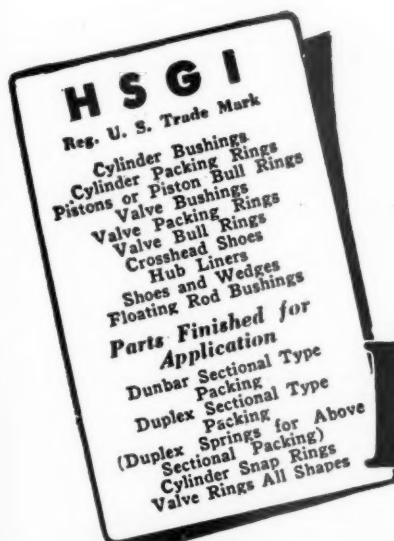 HSGI
Reg. U. S. Trade Mark
Cylinder Bushings
Cylinder Packing Rings
Pistons or Piston Bull Rings
Valve Bushings
Valve Packing Rings
Valve Bull Rings
Crosshead Shoes
Hub Liners
Shoes and Wedges
Floating Rod Bushings
Parts Finished for
Application
Dunbar Sectional Type
Packing
Duplex Sectional Type
Packing
(Duplex Springs for Above
Sectional Packing)
Cylinder Snap Rings
Valve Rings All Shapes